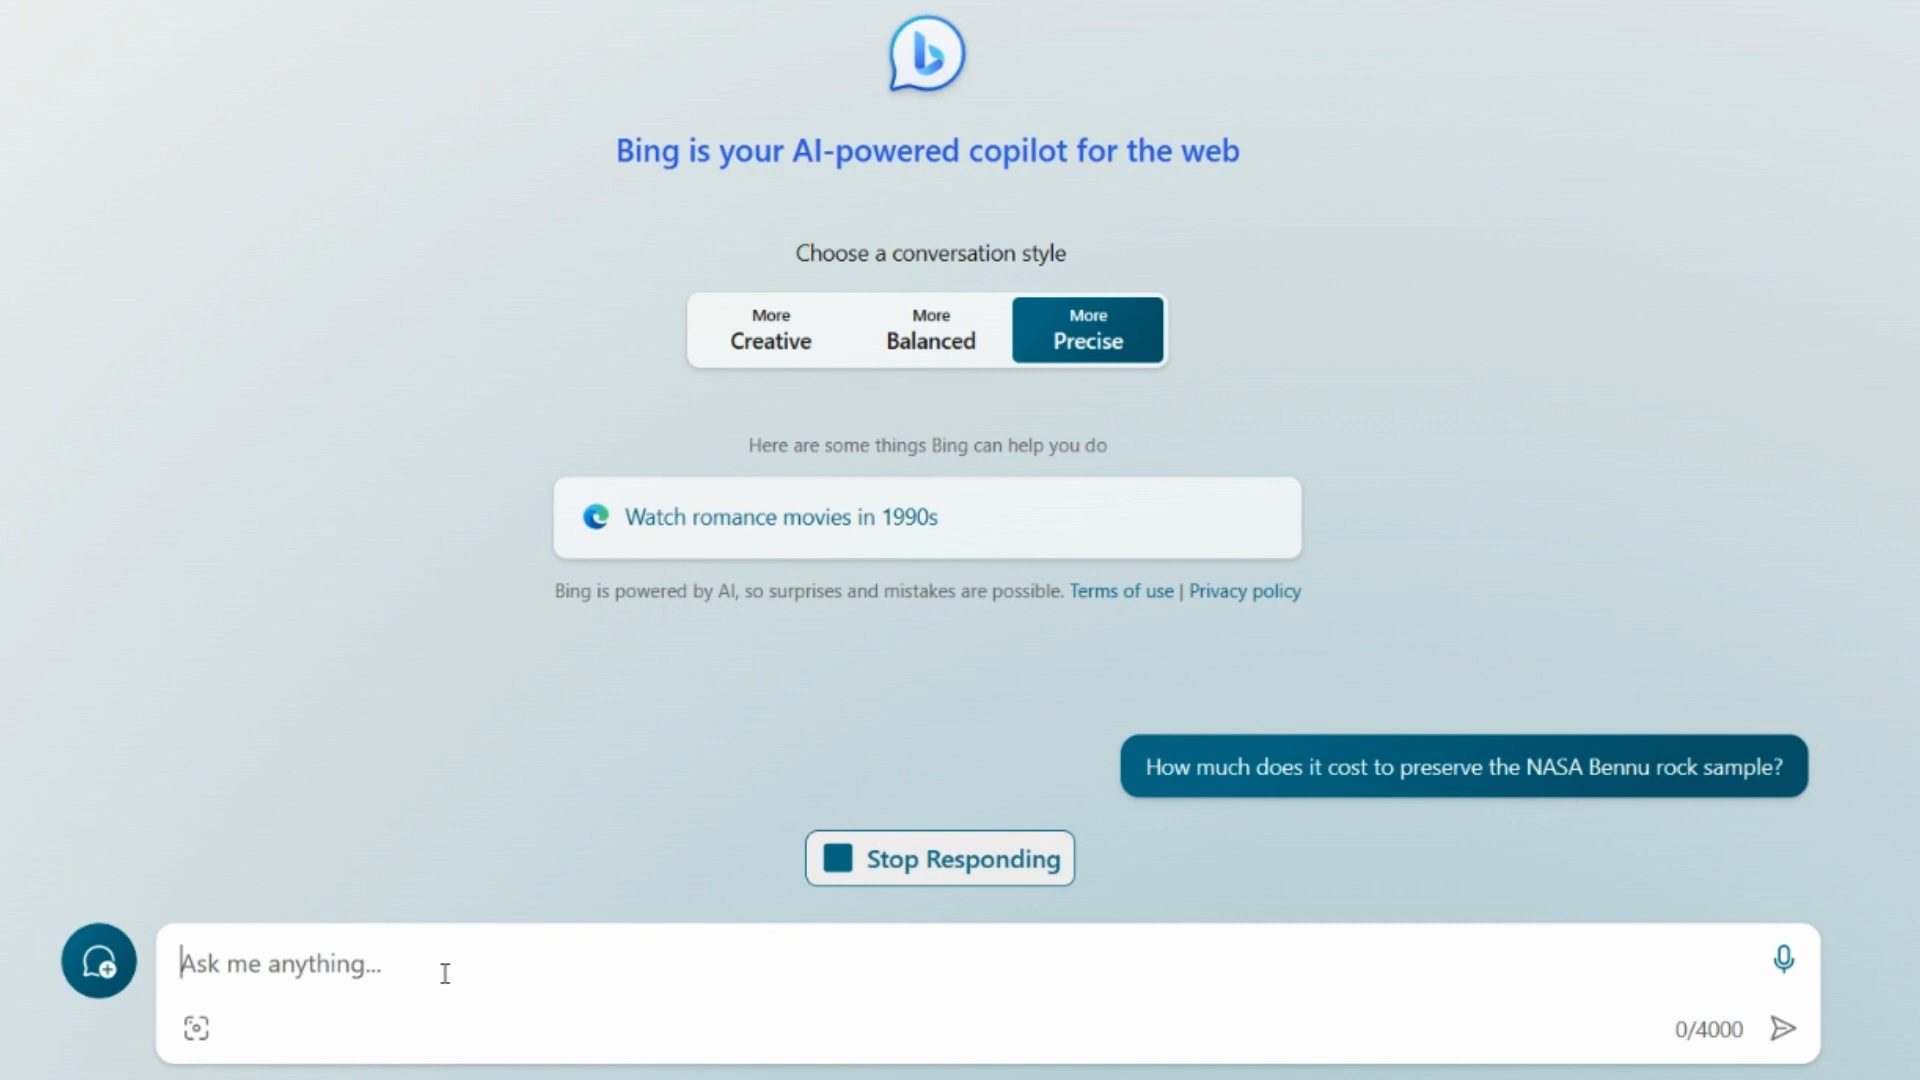 Bing is your AI-powered copilot for the web
Choose a conversation style
More Creative
More Balanced
More Precise
Here are some things Bing can help you do
Watch romance movies in 1990s
Bing is powered by AI, so surprises and mistakes are possible. Terms of use | Privacy policy
How much does it cost to preserve the NASA Bennu rock sample?
Stop Responding
Ask me anything...
0/4000